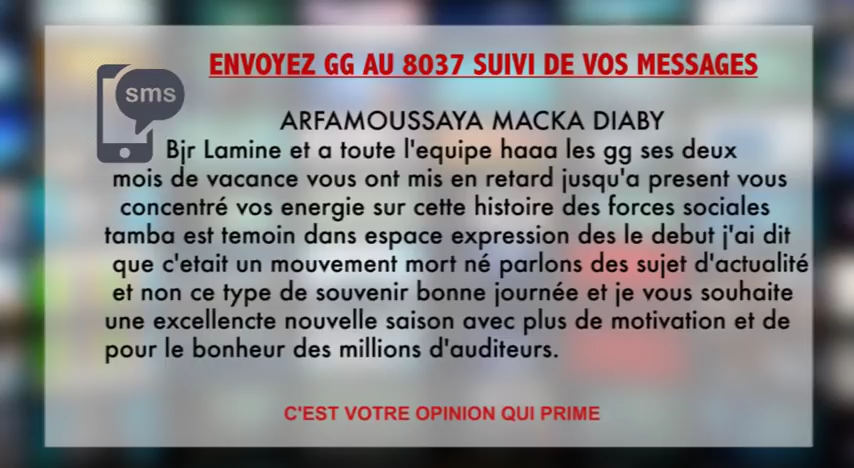 ENVOYEZ GG AU 8037 SUIVI DE VOS MESSAGES
sms
ARFAMOUSSAYA MACKA DIABY
Bjr Lamine et a toute l'equipe haaa les gg ses deux
mois de vacance vous ont mis en retard jusqu'a present vous
concentré vos energie sur cette histoire des forces sociales
tamba est temoin dans espace expression des le debut j'ai dit
que c'etait un mouvement mort né parlons des sujet d'actualité
et non ce type de souvenir bonne journée et je vous souhaite
une excellencte nouvelle saison avec plus de motivation et de
pour le bonheur des millions d'auditeurs.
C'EST VOTRE OPINION QUI PRIME